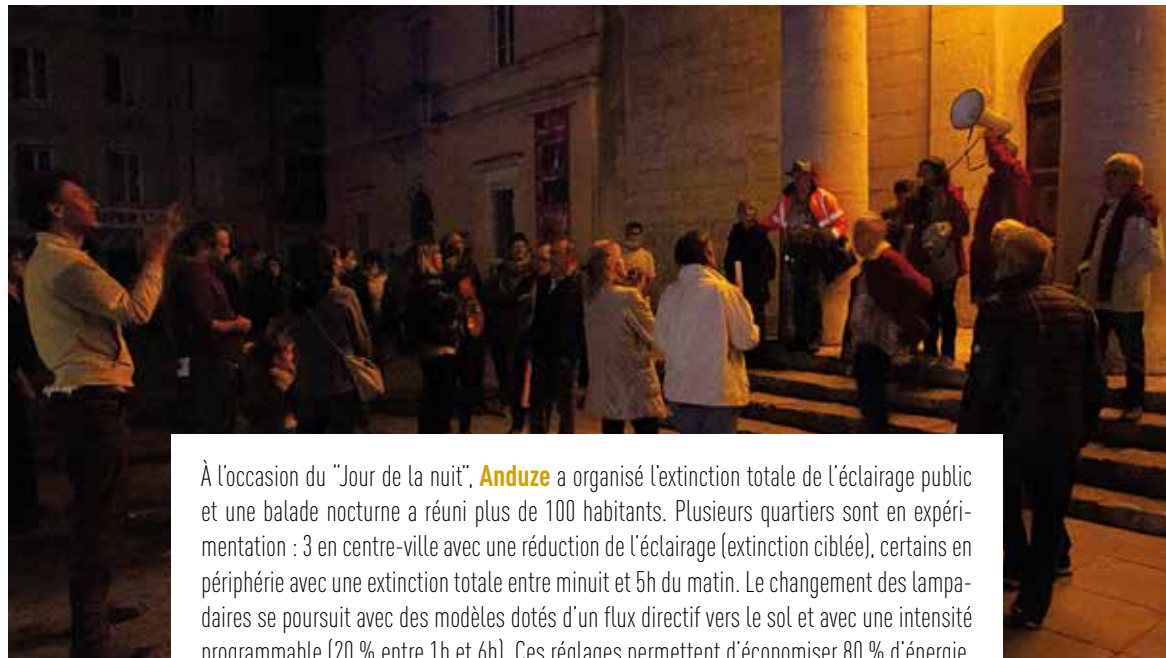 À l'occasion du "Jour de la nuit", Anduze a organisé l'extinction totale de l'éclairage public
et une balade nocturne a réuni plus de 100 habitants. Plusieurs quartiers sont en expéri-
mentation : 3 en centre-ville avec une réduction de l'éclairage (extinction ciblée), certains en
périphérie avec une extinction totale entre minuit et 5h du matin. Le changement des lampa-
daires se poursuit avec des modèles dotés d'un flux directif vers le sol et avec une intensité
programmable (20 % entre 1h et 6h). Ces réglages permettent d'économiser 80 % d'énergie.